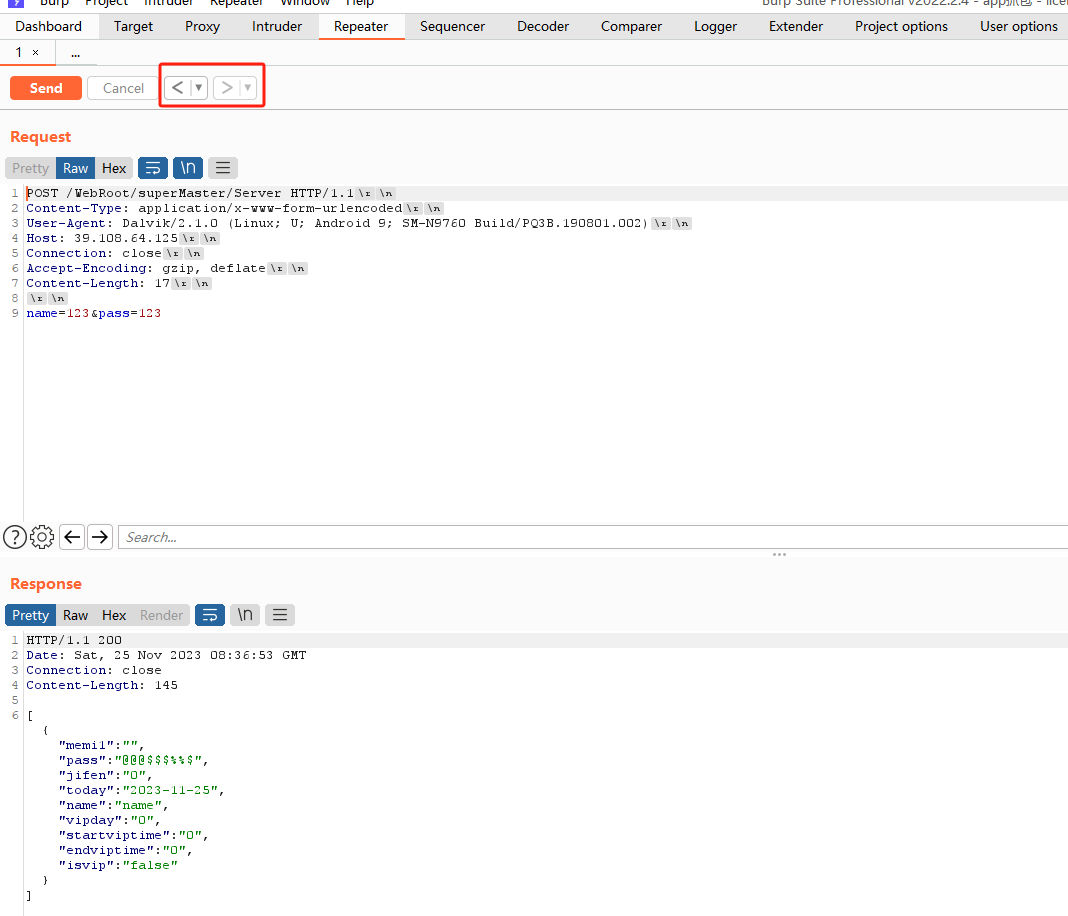 Burp Project Intruder Repeater Window Help Burp Suite Professional v2022.2.4 - app抓包 - lice
Dashboard Target Proxy Intruder Repeater Sequencer Decoder Comparer Logger Extender Project options User options
1 × ...
Send Cancel < ▼ > ▼
Request
Pretty Raw Hex \n
1 POST /WebRoot/superMaster/Server HTTP/1.1 \r \n
2 Content-Type: application/x-www-form-urlencoded \r \n
3 User-Agent: Dalvik/2.1.0 (Linux; U; Android 9; SM-N9760 Build/PQ3B.190801.002) \r \n
4 Host: 39.108.64.125 \r \n
5 Connection: close \r \n
6 Accept-Encoding: gzip, deflate \r \n
7 Content-Length: 17 \r \n
8 \r \n
9 name=123&pass=123
? Search...
Response
Pretty Raw Hex Render \n
1 HTTP/1.1 200
2 Date: Sat, 25 Nov 2023 08:36:53 GMT
3 Connection: close
4 Content-Length: 145
5
6 [
{
"memi1":"",
"pass":"@@@$$$%%$",
"jifen":"0",
"today":"2023-11-25",
"name":"name",
"vipday":"0",
"startviptime":"0",
"endviptime":"0",
"isvip":"false"
}
]